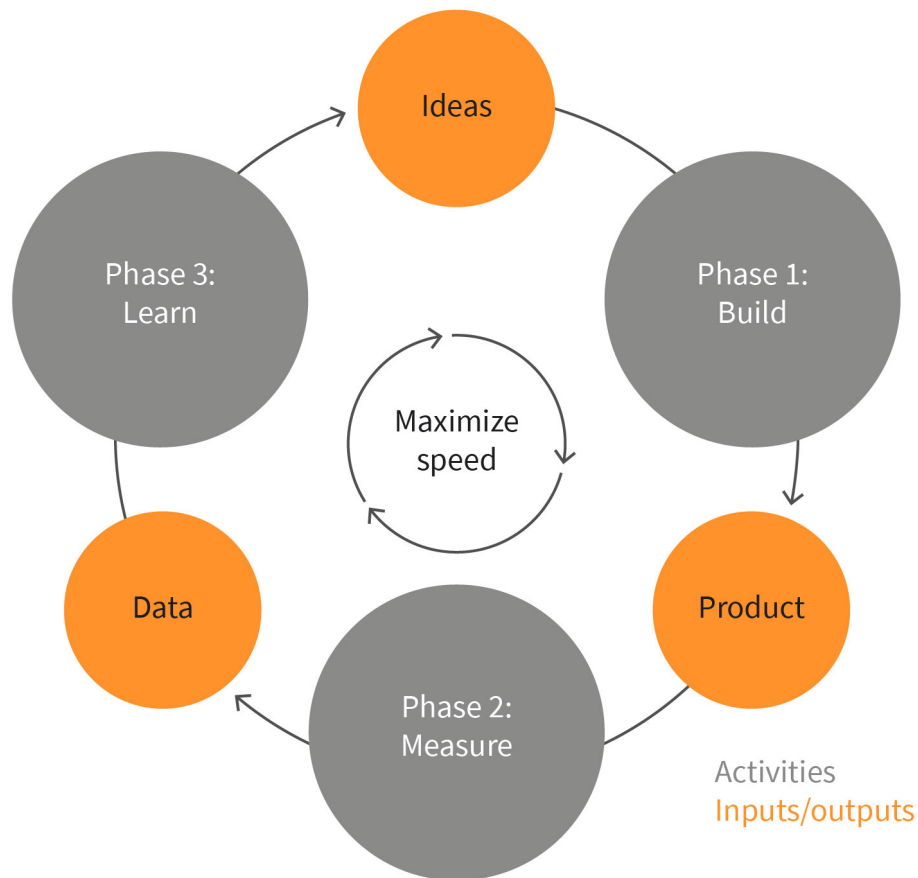 Ideas
Phase 1:
Build
Product
Phase 2:
Measure
Data
Phase 3:
Learn
Maximize
speed
Activities
Inputs/outputs